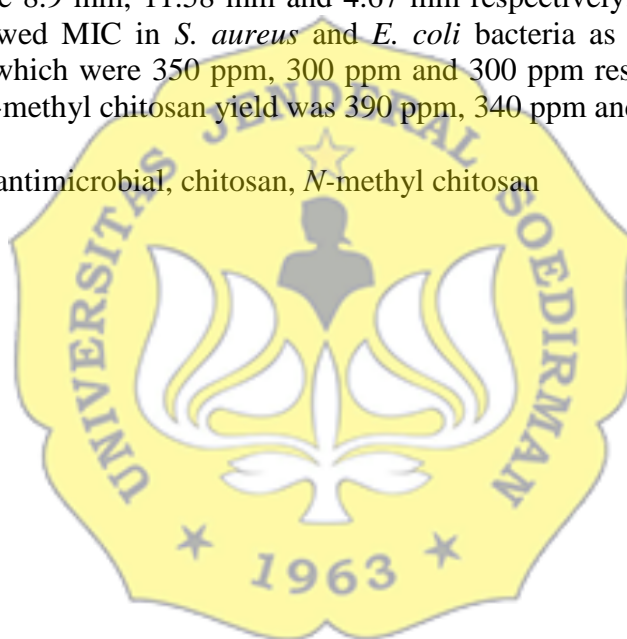 e 8.9 mm, 11.58 mm and 4.67 mm respectively
wed MIC in S. aureus and E. coli bacteria as
which were 350 ppm, 300 ppm and 300 ppm res
-methyl chitosan yield was 390 ppm, 340 ppm and
antimicrobial, chitosan, N-methyl chitosan
UNIVERSITAS JENDERAL SOEDIRMAN
★ 1963 ★